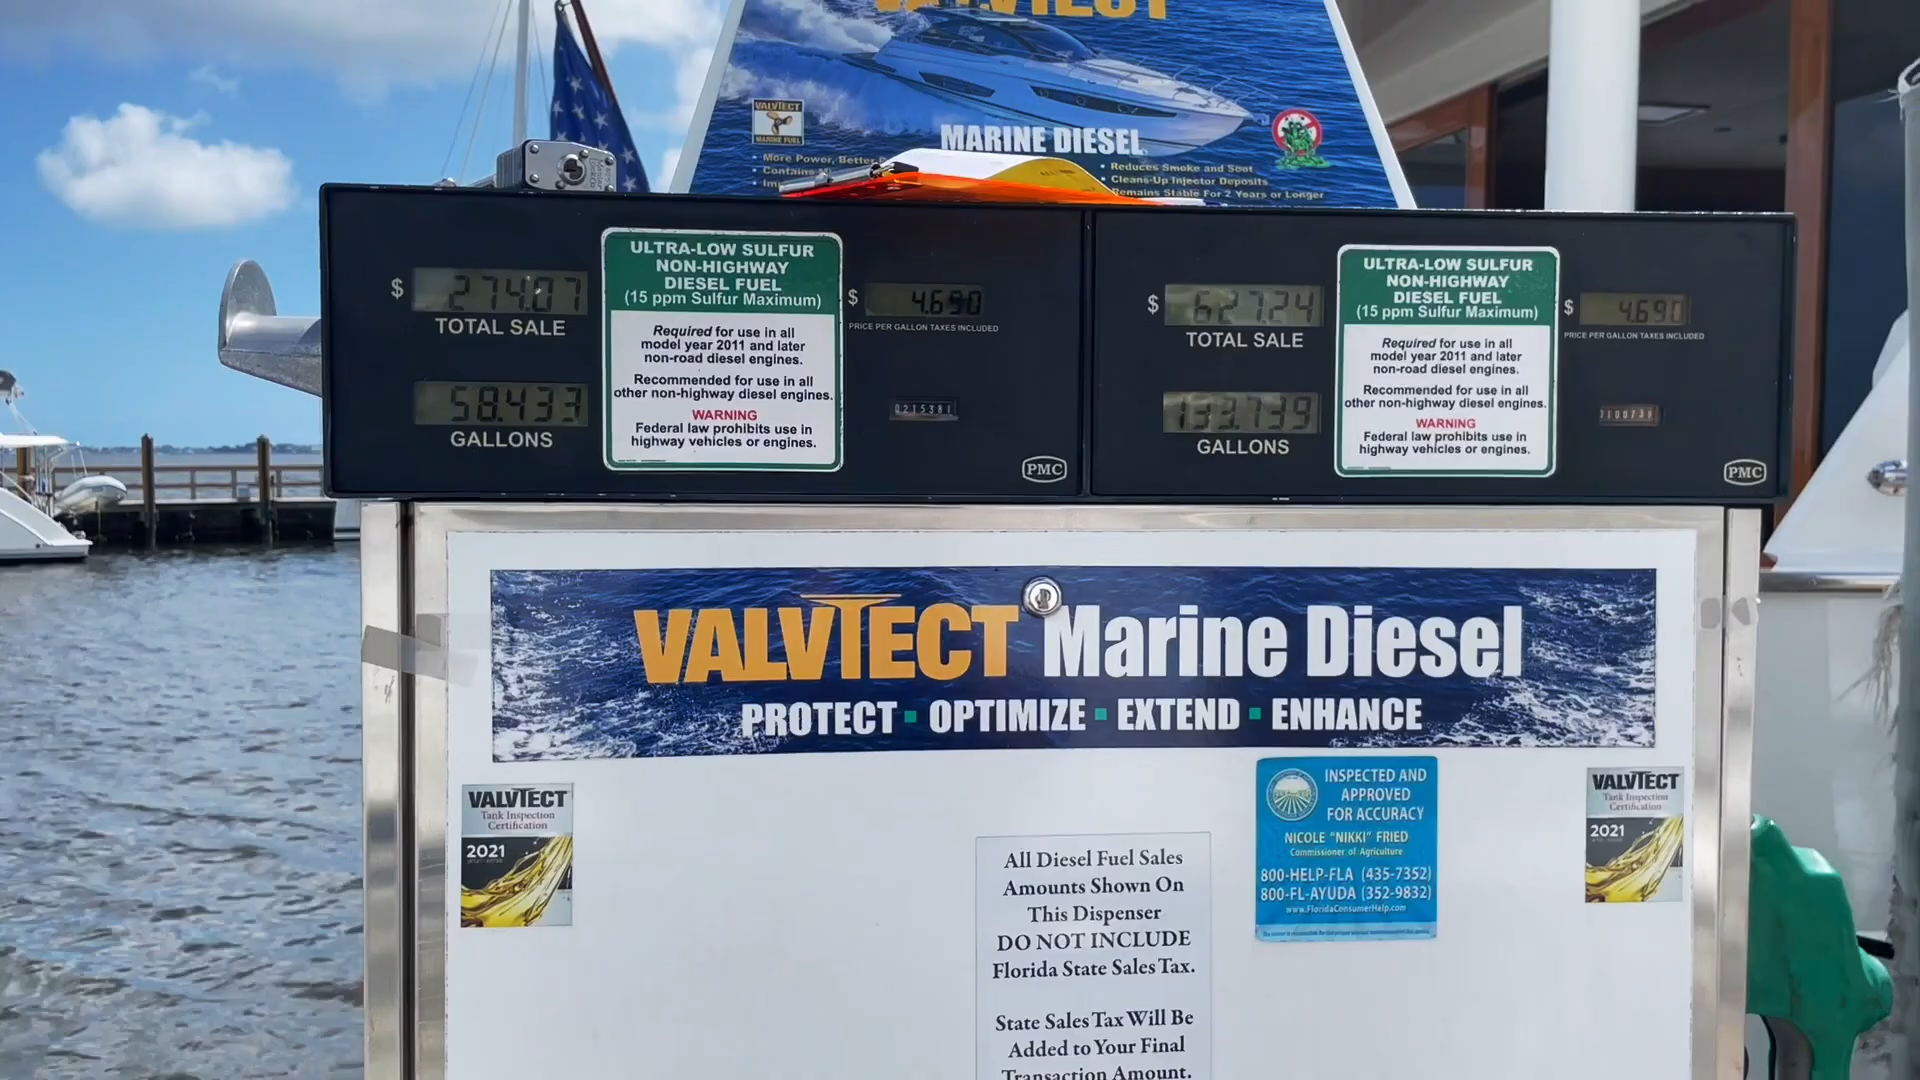 VALVTECT
VALVTECT
MARINE FUEL
MARINE DIESEL
• More Power, Better
• Contains
• Reduces Smoke and Soot
• Cleans-Up Injector Deposits
Remains Stable For 2 Years or Longer
$ 274.07
TOTAL SALE
58.433
GALLONS
ULTRA-LOW SULFUR
NON-HIGHWAY
DIESEL FUEL
(15 ppm Sulfur Maximum)
Required for use in all
model year 2011 and later
non-road diesel engines.
Recommended for use in all
other non-highway diesel engines.
WARNING
Federal law prohibits use in
highway vehicles or engines.
$ 4.690
PRICE PER GALLON TAXES INCLUDED
0215381
PMC
$ 627.24
TOTAL SALE
133.739
GALLONS
ULTRA-LOW SULFUR
NON-HIGHWAY
DIESEL FUEL
(15 ppm Sulfur Maximum)
Required for use in all
model year 2011 and later
non-road diesel engines.
Recommended for use in all
other non-highway diesel engines.
WARNING
Federal law prohibits use in
highway vehicles or engines.
$ 4.690
PRICE PER GALLON TAXES INCLUDED
PMC
VALVTECT Marine Diesel
PROTECT ▪ OPTIMIZE ▪ EXTEND ▪ ENHANCE
VALVTECT
Tank Inspection
Certification
2021
All Diesel Fuel Sales
Amounts Shown On
This Dispenser
DO NOT INCLUDE
Florida State Sales Tax.
State Sales Tax Will Be
Added to Your Final
Transaction Amount.
INSPECTED AND
APPROVED
FOR ACCURACY
NICOLE "NIKKI" FRIED
Commissioner of Agriculture
800-HELP-FLA (435-7352)
800-FL-AYUDA (352-9832)
www.FloridaConsumerHelp.com
VALVTECT
Tank Inspection
Certification
2021